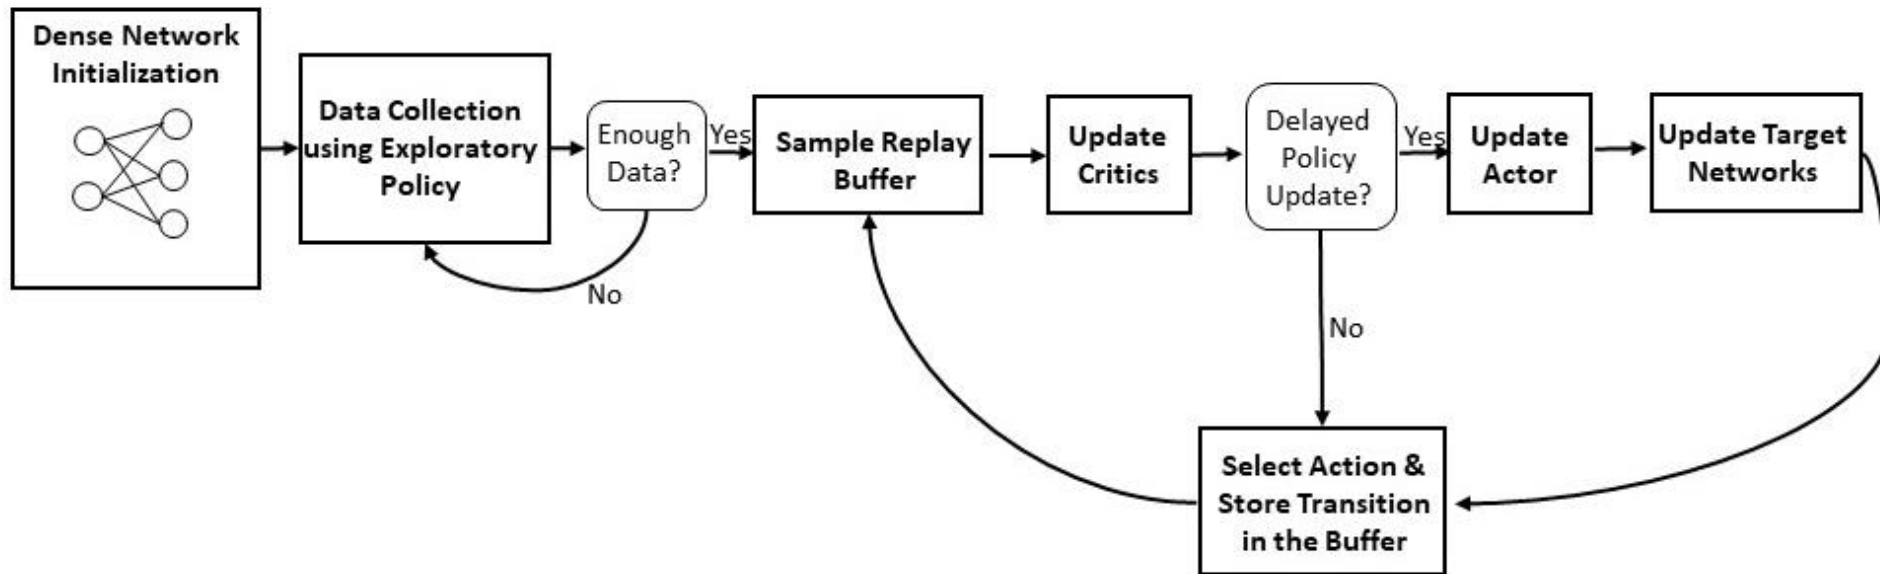 Dense Network
Initialization
Data Collection
using Exploratory
Policy
Enough
Data?
Yes
No
Sample Replay
Buffer
Update
Critics
Delayed
Policy
Update?
Yes
No
Update
Actor
Update Target
Networks
Select Action &
Store Transition
in the Buffer